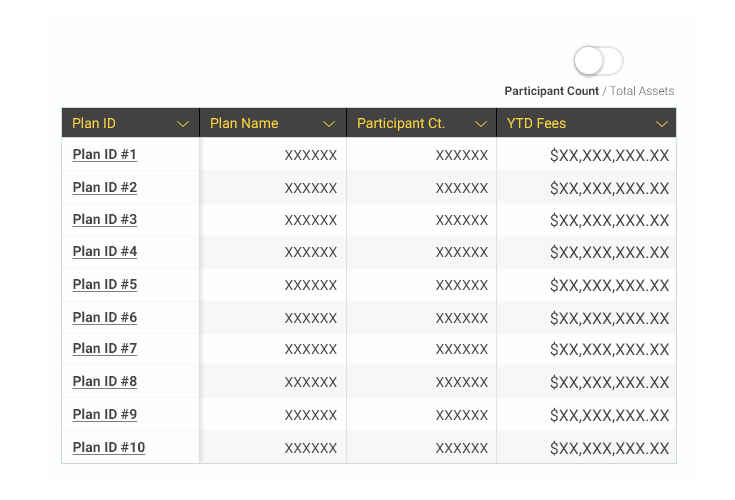 Participant Count / Total Assets
Plan ID Plan Name Participant Ct. YTD Fees
Plan ID #1 XXXXXX XXXXXX $XX,XXX,XXX.XX
Plan ID #2 XXXXXX XXXXXX $XX,XXX,XXX.XX
Plan ID #3 XXXXXX XXXXXX $XX,XXX,XXX.XX
Plan ID #4 XXXXXX XXXXXX $XX,XXX,XXX.XX
Plan ID #5 XXXXXX XXXXXX $XX,XXX,XXX.XX
Plan ID #6 XXXXXX XXXXXX $XX,XXX,XXX.XX
Plan ID #7 XXXXXX XXXXXX $XX,XXX,XXX.XX
Plan ID #8 XXXXXX XXXXXX $XX,XXX,XXX.XX
Plan ID #9 XXXXXX XXXXXX $XX,XXX,XXX.XX
Plan ID #10 XXXXXX XXXXXX $XX,XXX,XXX.XX